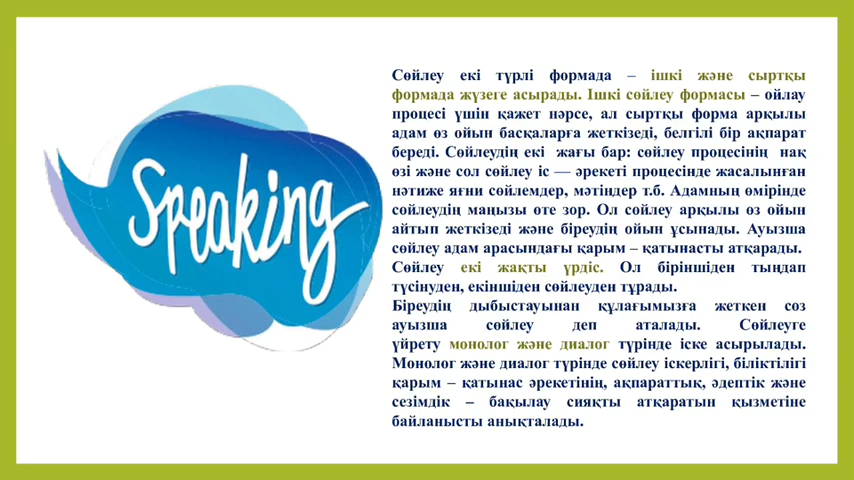 Speaking
Сөйлеу екі түрлі формада – ішкі және сыртқы
формада жүзеге асырады. Ішкі сөйлеу формасы – ойлау
процесі үшін қажет нәрсе, ал сыртқы форма арқылы
адам өз ойын басқаларға жеткізеді, белгілі бір ақпарат
береді. Сөйлеудің екі жағы бар: сөйлеу процесінің нақ
өзі және сол сөйлеу іс — әрекеті процесінде жасалынған
нәтиже яғни сөйлемдер, мәтіндер т.б. Адамның өмірінде
сөйлеудің маңызы өте зор. Ол сөйлеу арқылы өз ойын
айтып жеткізеді және біреудің ойын ұсынады. Ауызша
сөйлеу адам арасындағы қарым – қатынасты атқарады.
Сөйлеу екі жақты үрдіс. Ол біріншіден тыңдап
түсінуден, екіншіден сөйлеуден тұрады.
Біреудің дыбыстауынан құлағымызға жеткен сөз
ауызша сөйлеу деп аталады. Сөйлеуге
үйрету монолог және диалог түрінде іске асырылады.
Монолог және диалог түрінде сөйлеу іскерлігі, біліктілігі
қарым – қатынас әрекетінің, ақпараттық, әдептік және
сезімдік – бақылау сияқты атқаратын қызметіне
байланысты анықталады.